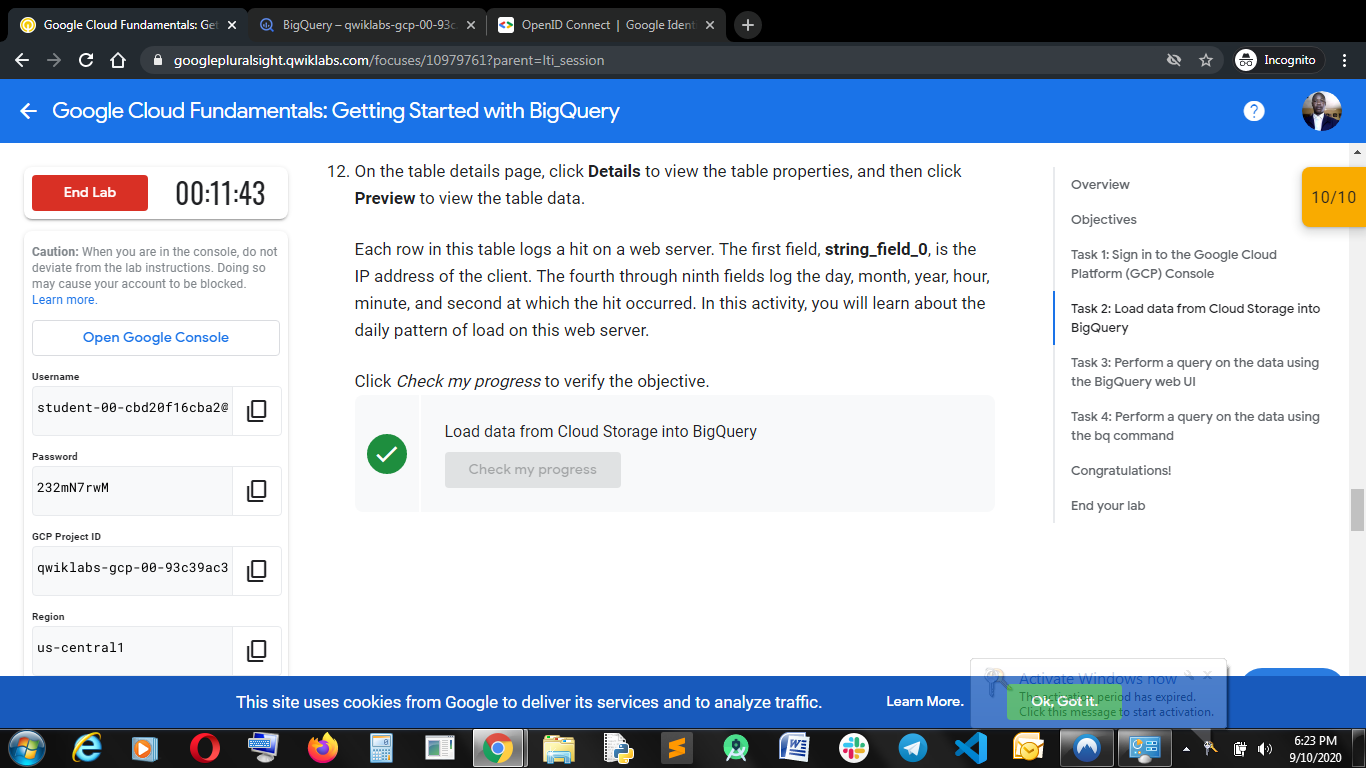 Google Cloud Fundamentals: Get
BigQuery – qwiklabs-gcp-00-93c
OpenID Connect | Google Ident
googlepluralsight.qwiklabs.com/focuses/10979761?parent=lti_session
Incognito
Google Cloud Fundamentals: Getting Started with BigQuery
?
End Lab
00:11:43
Caution: When you are in the console, do not
deviate from the lab instructions. Doing so
may cause your account to be blocked.
Learn more.
Open Google Console
Username
student-00-cbd20f16cba2@
Password
232mN7rwM
GCP Project ID
qwiklabs-gcp-00-93c39ac3
Region
us-central1
12. On the table details page, click Details to view the table properties, and then click
Preview to view the table data.
Each row in this table logs a hit on a web server. The first field, string_field_0, is the
IP address of the client. The fourth through ninth fields log the day, month, year, hour,
minute, and second at which the hit occurred. In this activity, you will learn about the
daily pattern of load on this web server.
Click Check my progress to verify the objective.
Load data from Cloud Storage into BigQuery
Check my progress
Overview
Objectives
Task 1: Sign in to the Google Cloud
Platform (GCP) Console
Task 2: Load data from Cloud Storage into
BigQuery
Task 3: Perform a query on the data using
the BigQuery web UI
Task 4: Perform a query on the data using
the bq command
Congratulations!
End your lab
10/10
This site uses cookies from Google to deliver its services and to analyze traffic.
Learn More.
Ok, Got it.
Activate Windows now
The activation period has expired.
Click this message to start activation.
6:23 PM
9/10/2020